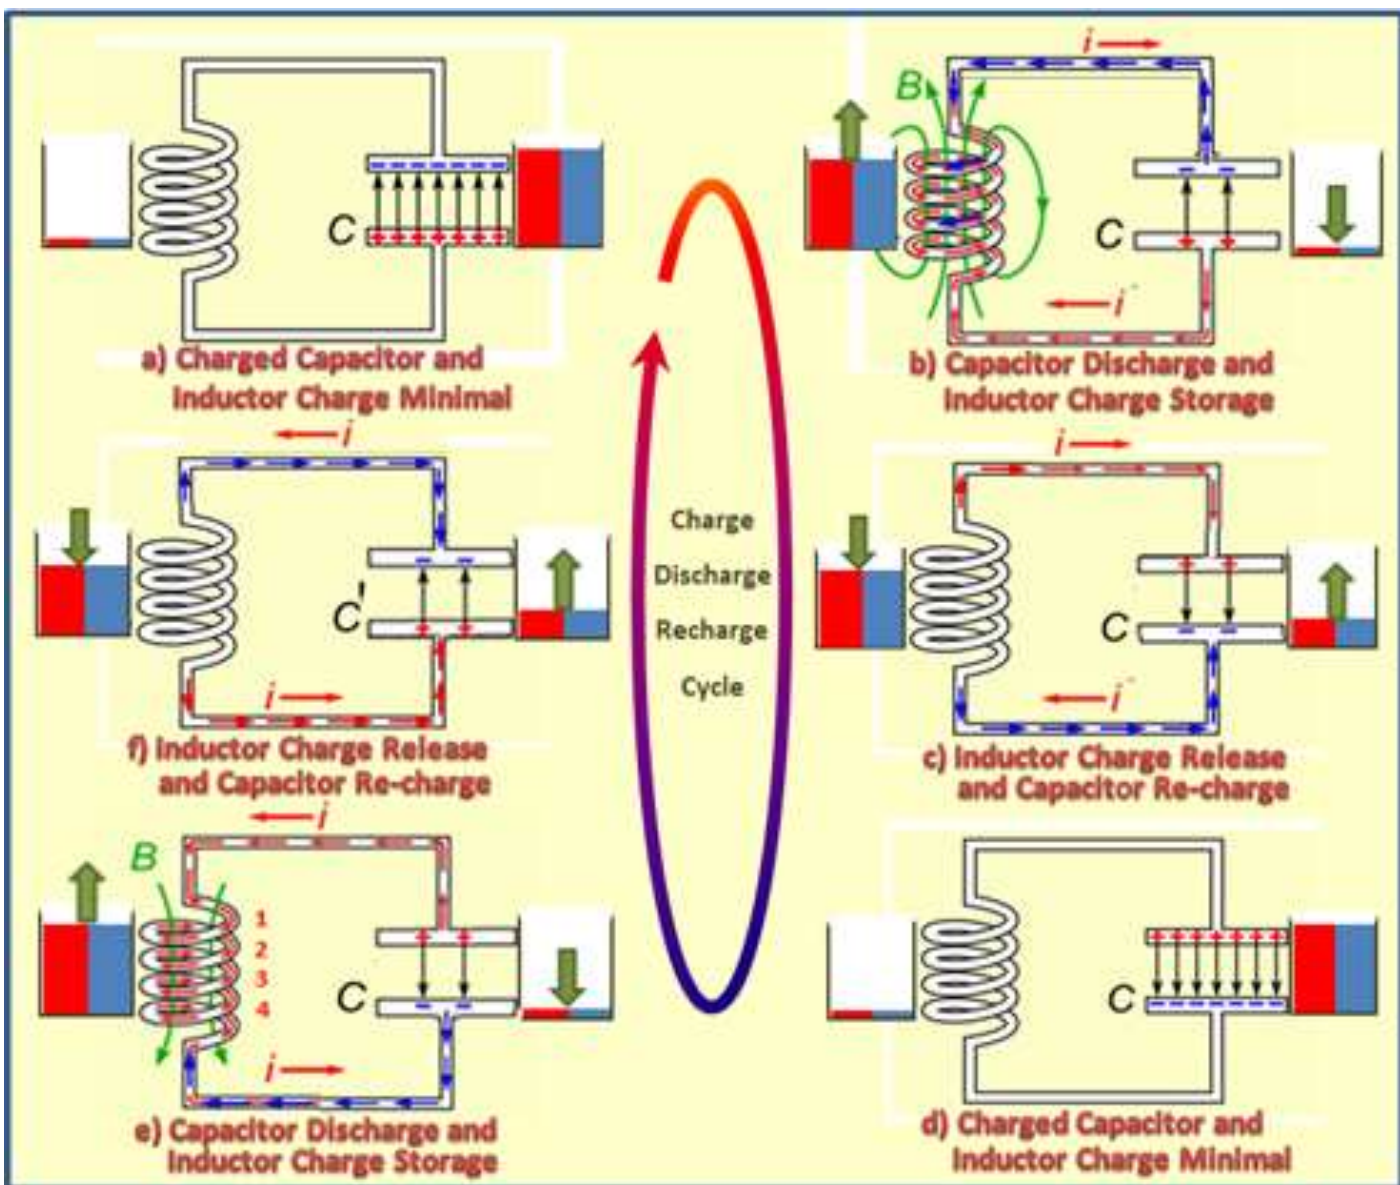 C
a) Charged Capacitor and
Inductor Charge Minimal
i
B
C
i
b) Capacitor Discharge and
Inductor Charge Storage
i
C'
i
f) Inductor Charge Release
and Capacitor Re-charge
Charge
Discharge
Recharge
Cycle
i
C
i
c) Inductor Charge Release
and Capacitor Re-charge
i
B
1
2
3
4
C
i
e) Capacitor Discharge and
Inductor Charge Storage
C
d) Charged Capacitor and
Inductor Charge Minimal